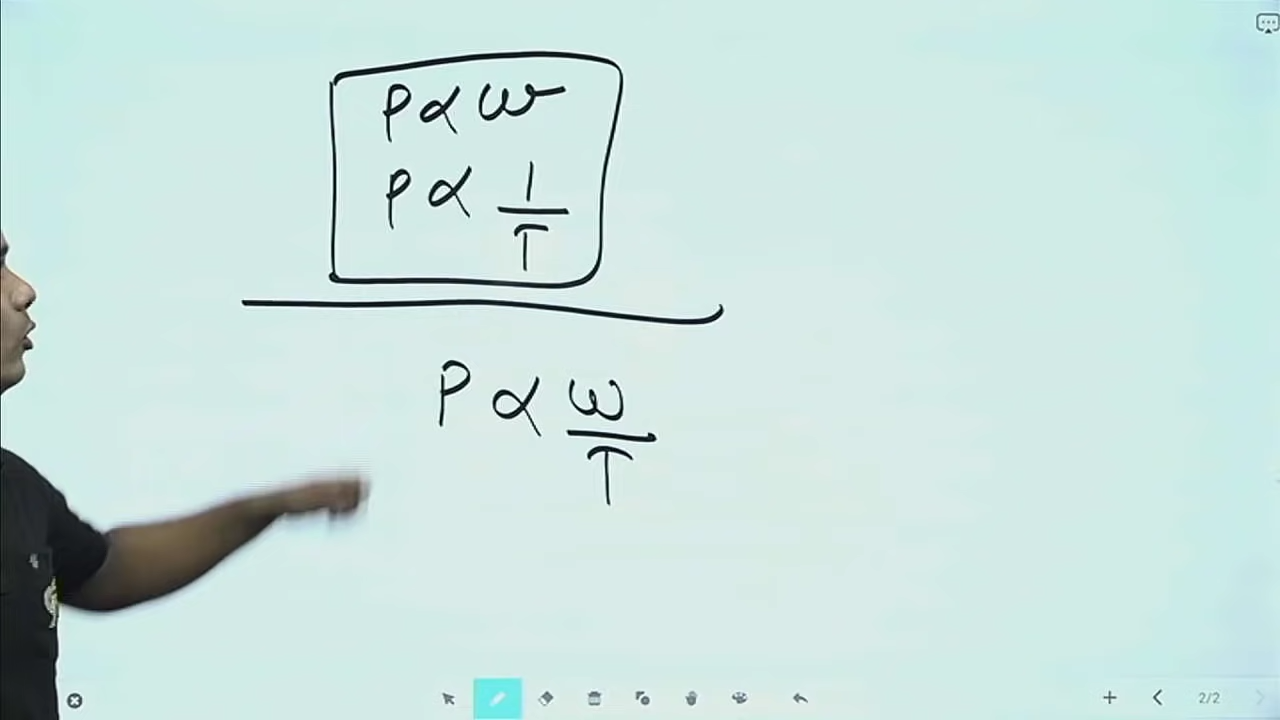 P ∝ W
P ∝ 1/T
P ∝ W/T
2/2